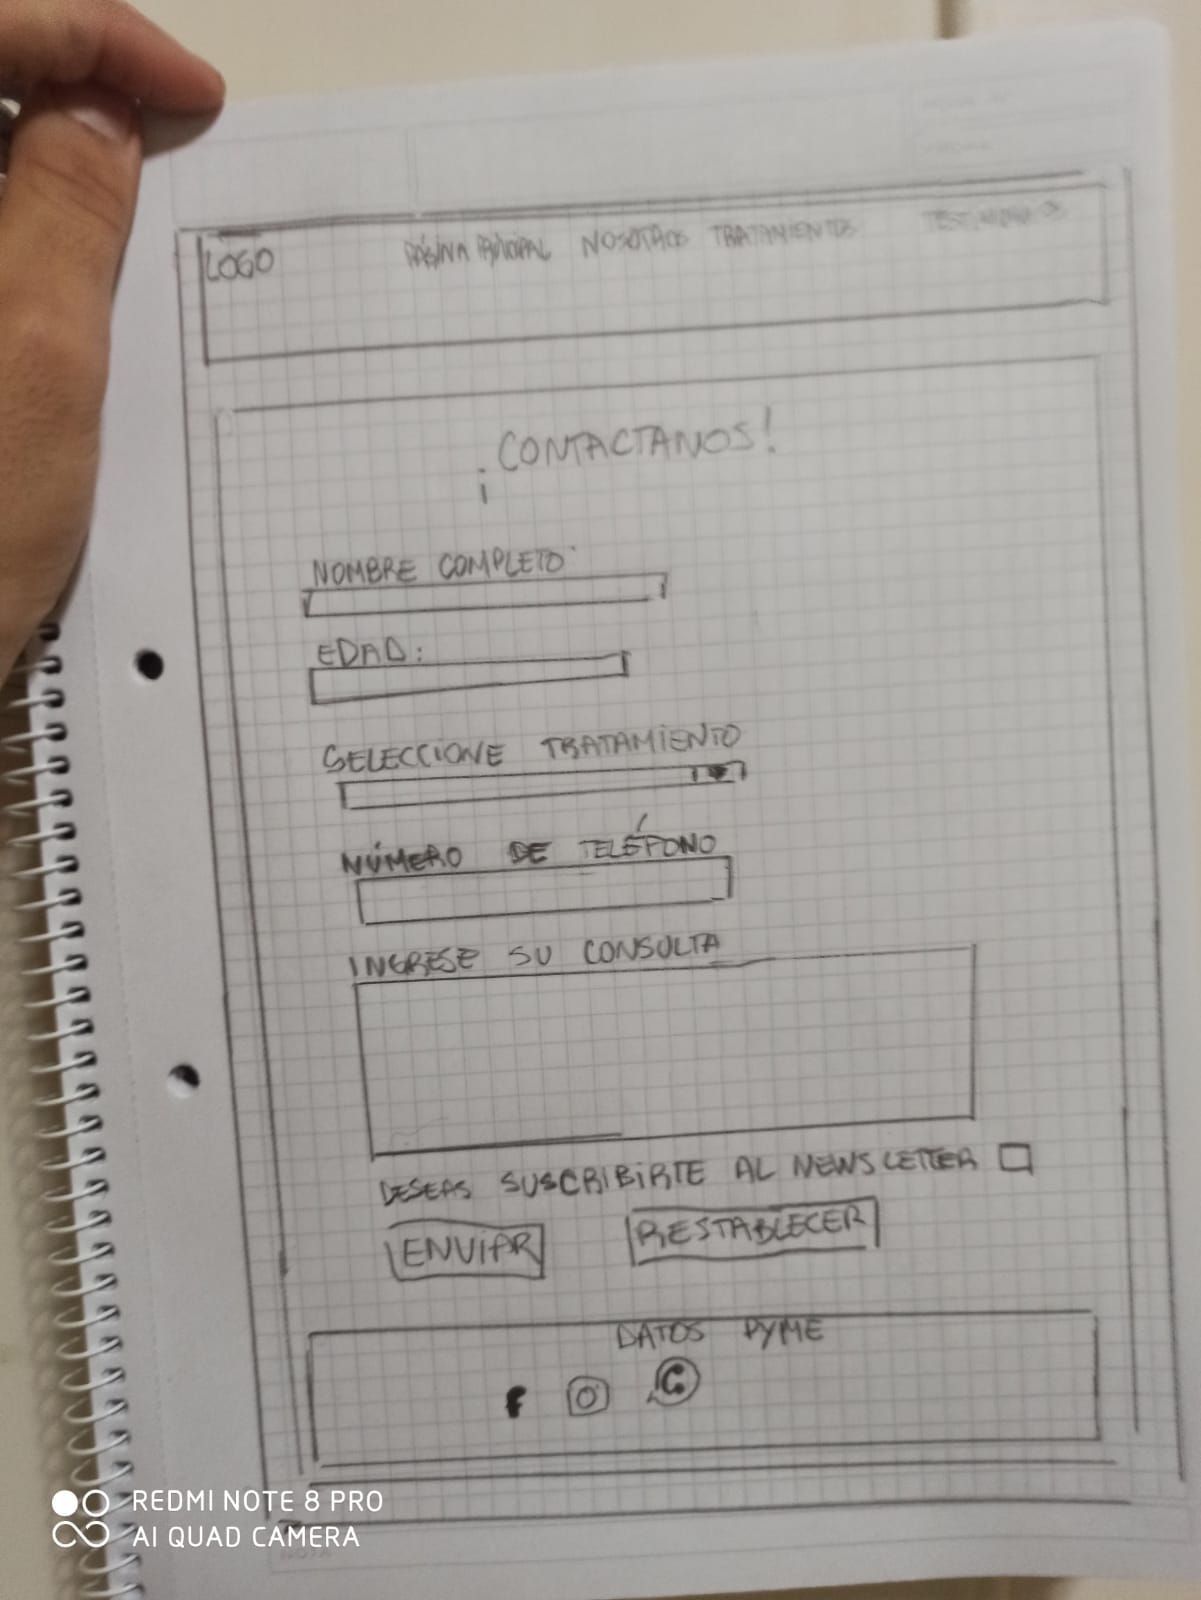 LOGO PÁGINA PRINCIPAL NOSOTROS TRATAMIENTOS TESTIMONIOS
¡CONTACTANOS!
NOMBRE COMPLETO:
EDAD:
SELECCIONE TRATAMIENTO
NÚMERO DE TELÉFONO
INGRESE SU CONSULTA
DESEAS SUSCRIBIRTE AL NEWSLETTER
ENVIAR RESTABLECER
DATOS PYME
f
REDMI NOTE 8 PRO
AI QUAD CAMERA